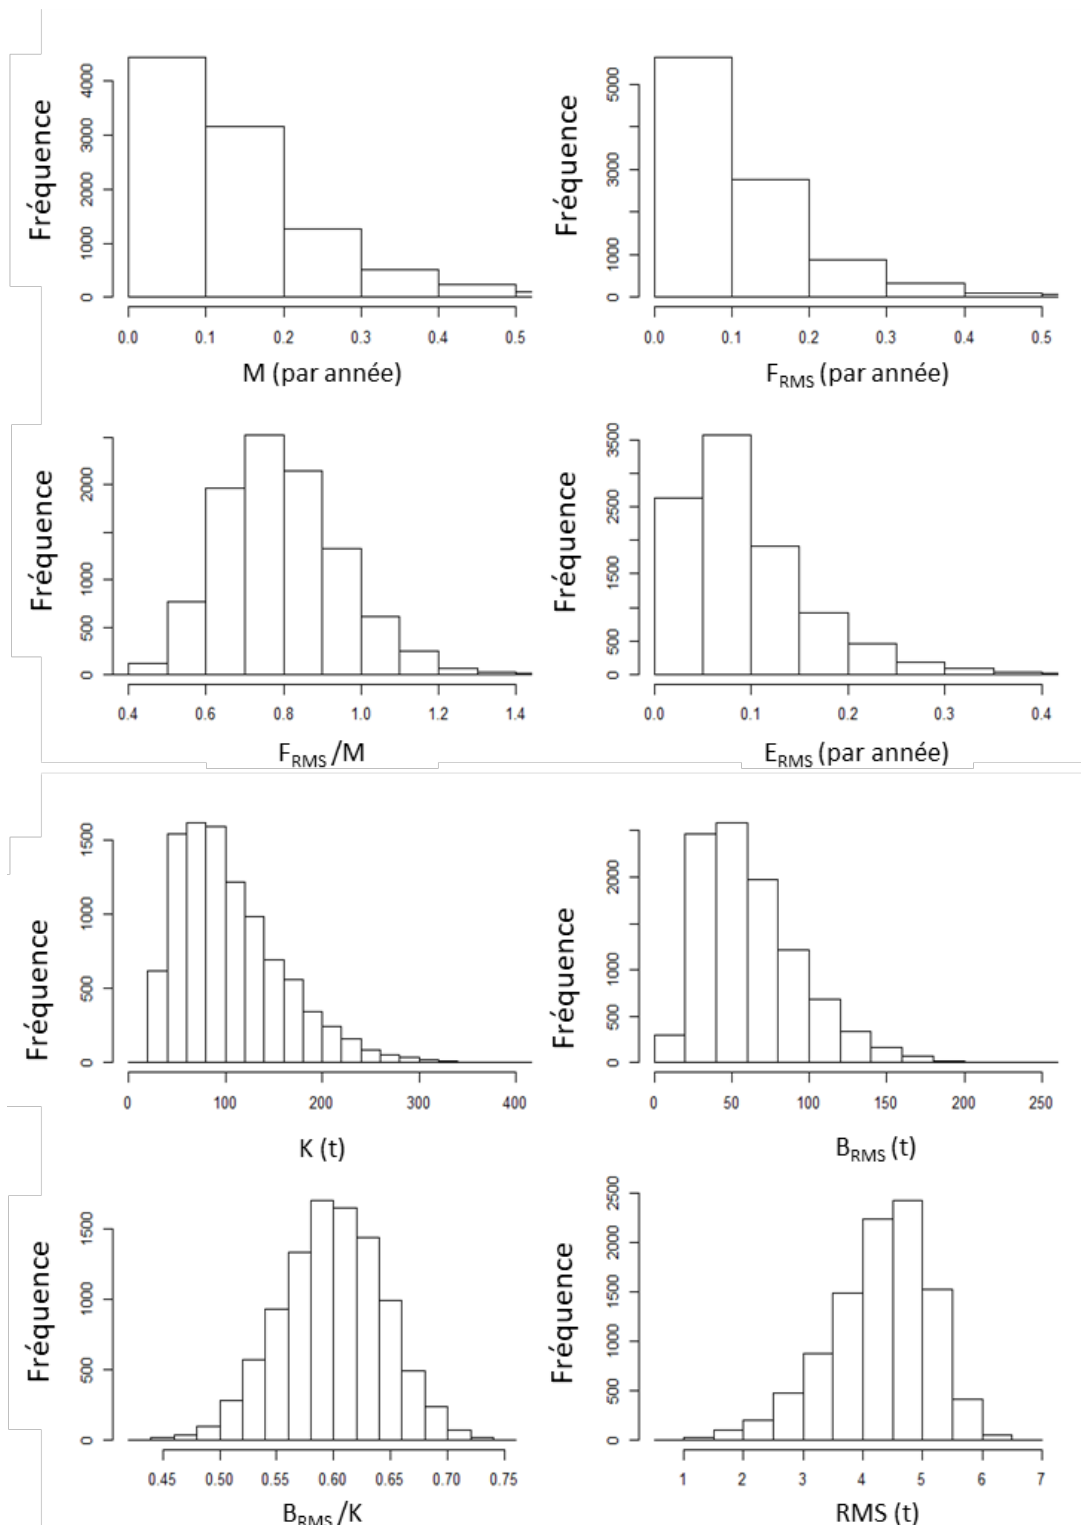 Fréquence
0 1000 2000 3000 4000
0.0 0.1 0.2 0.3 0.4 0.5
M (par année)
Fréquence
0 1000 3000 5000
0.0 0.1 0.2 0.3 0.4 0.5
FRMS (par année)
Fréquence
0 500 1000 2000
0.4 0.6 0.8 1.0 1.2 1.4
FRMS /M
Fréquence
0 500 1500 2500 3500
0.0 0.1 0.2 0.3 0.4
ERMS (par année)
Fréquence
0 500 1000 1500
0 100 200 300 400
K (t)
Fréquence
0 500 1000 2000
0 50 100 150 200 250
BRMS (t)
Fréquence
0 500 1000 1500
0.45 0.50 0.55 0.60 0.65 0.70 0.75
BRMS /K
Fréquence
0 500 1000 1500 2000 2500
1 2 3 4 5 6 7
RMS (t)